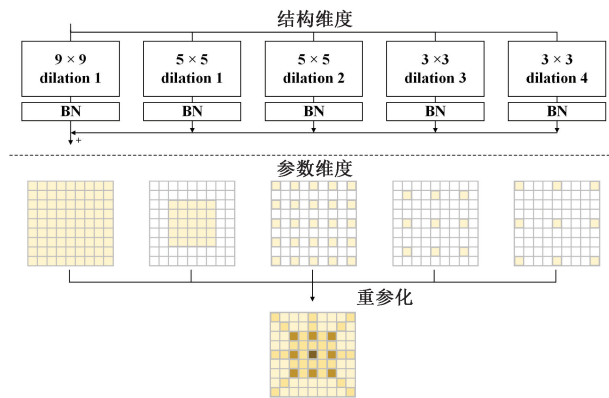 结构维度
9 × 9
dilation 1
5 × 5
dilation 1
5 × 5
dilation 2
3 ×3
dilation 3
3 × 3
dilation 4
BN
BN
BN
BN
BN
+
参数维度
重参化